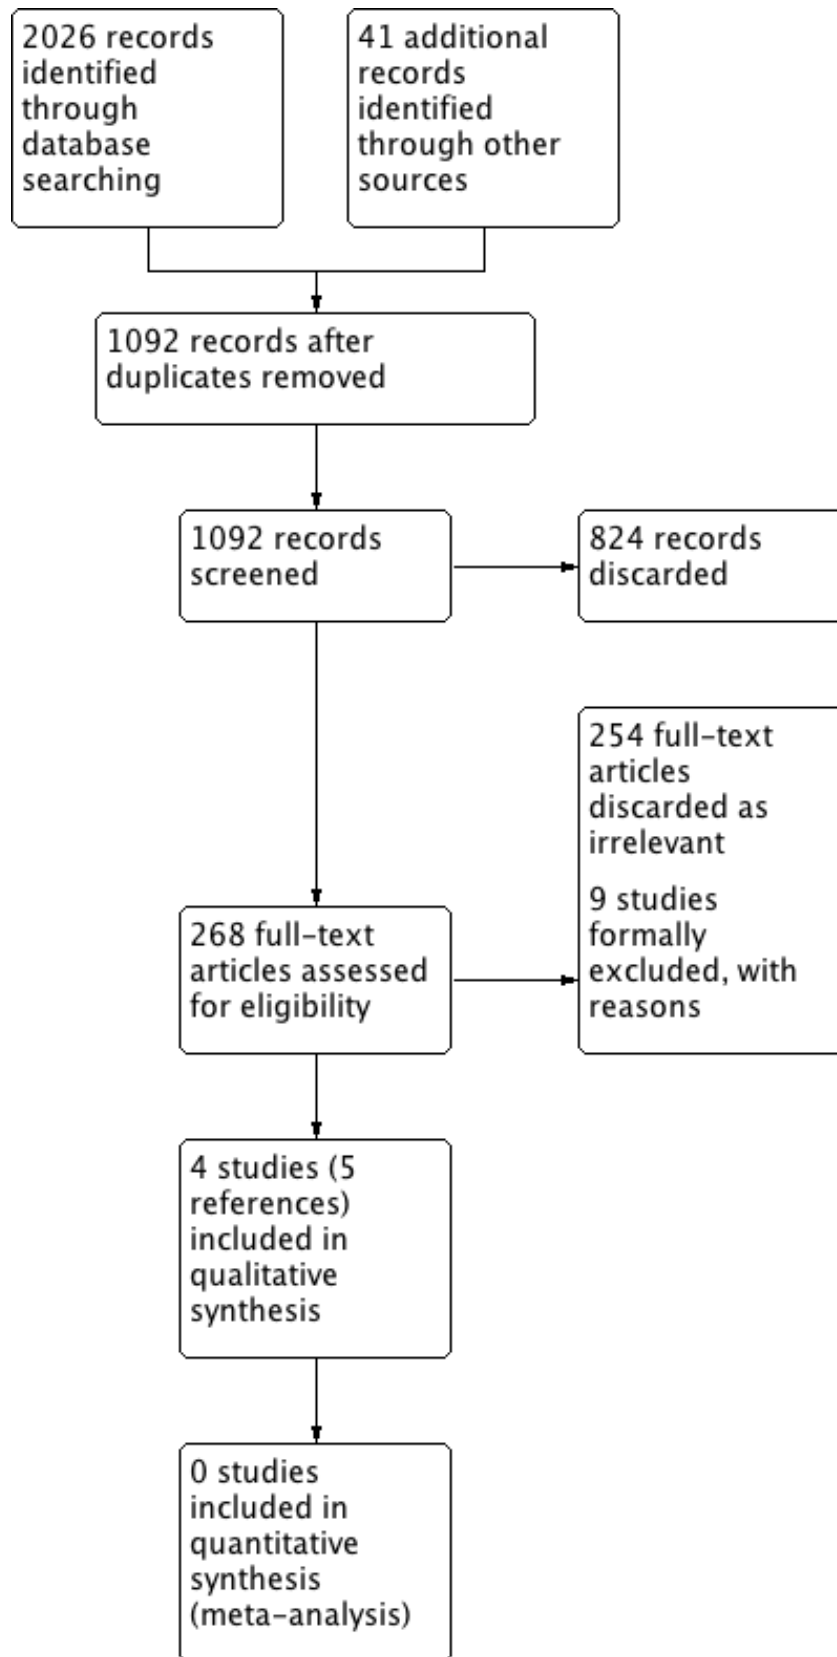 2026 records
identified
through
database
searching
41 additional
records
identified
through other
sources
1092 records after
duplicates removed
1092 records
screened
824 records
discarded
254 full-text
articles
discarded as
irrelevant
9 studies
formally
excluded, with
reasons
268 full-text
articles assessed
for eligibility
4 studies (5
references)
included in
qualitative
synthesis
0 studies
included in
quantitative
synthesis
(meta-analysis)